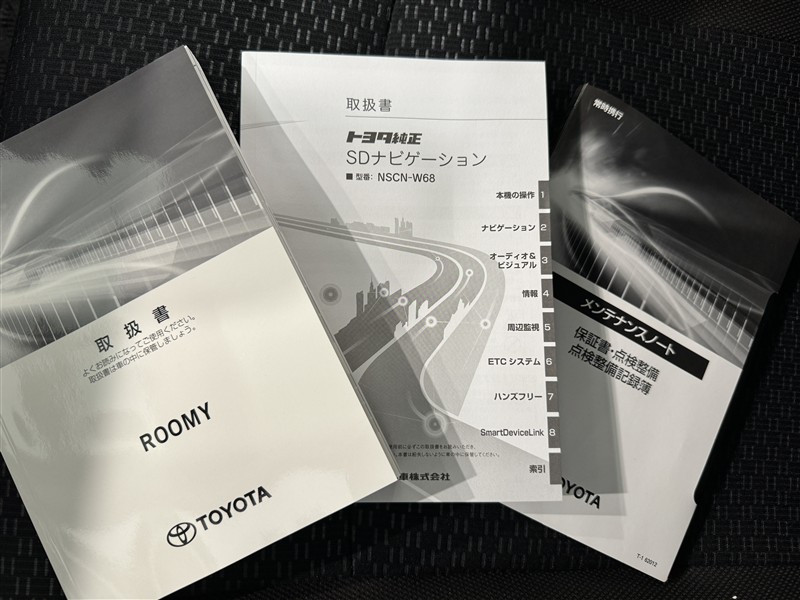 取扱書
よくお読みになってご使用ください。
取扱書は車の中に保管しましょう。
ROOMY
TOYOTA
取扱書
トヨタ純正
SDナビゲーション
■ 型番: NSCN-W68
本機の操作 1
ナビゲーション 2
オーディオ&
ビジュアル 3
情報 4
周辺監視 5
ETC システム 6
ハンズフリー 7
SmartDeviceLink 8
索引
車株式会社
常時携行
メンテナンスノート
保証書・点検整備
点検整備記録簿
OYOTA